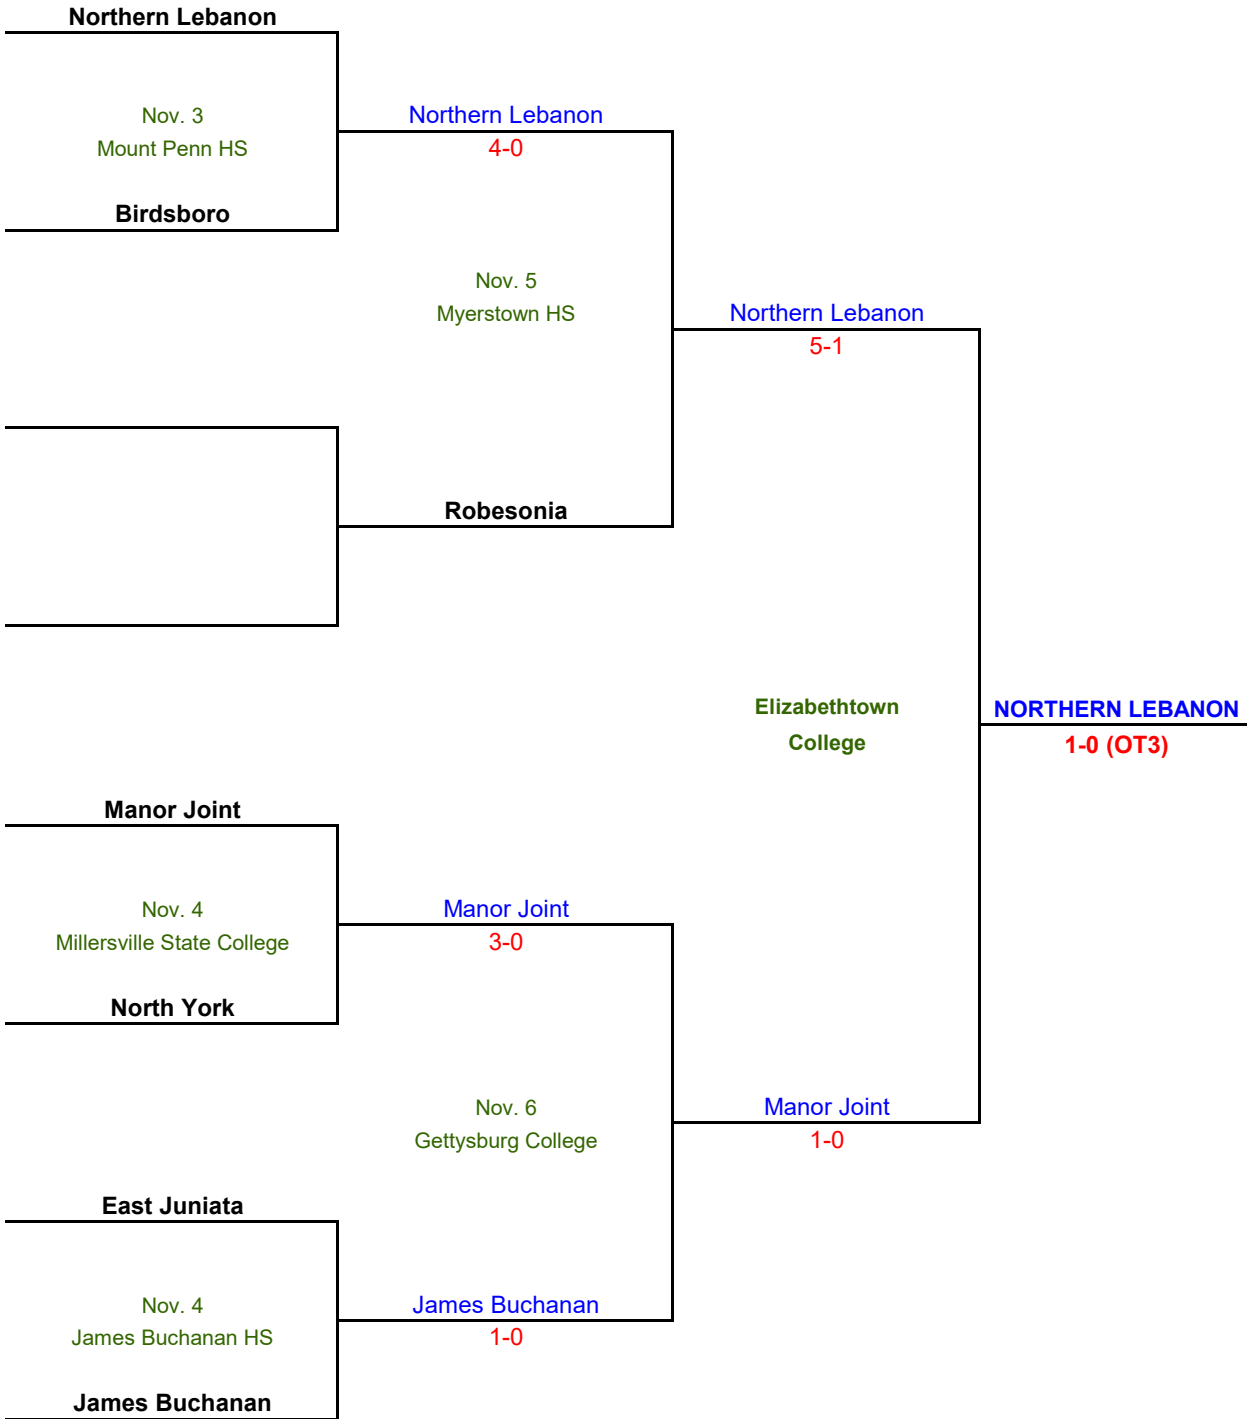 Northern Lebanon
Nov. 3
Mount Penn HS
Northern Lebanon
4-0
Birdsboro
Nov. 5
Myerstown HS
Northern Lebanon
5-1
Robesonia
Elizabethtown
College
NORTHERN LEBANON
1-0 (OT3)
Manor Joint
Nov. 4
Millersville State College
Manor Joint
3-0
North York
Nov. 6
Gettysburg College
Manor Joint
1-0
East Juniata
Nov. 4
James Buchanan HS
James Buchanan
1-0
James Buchanan